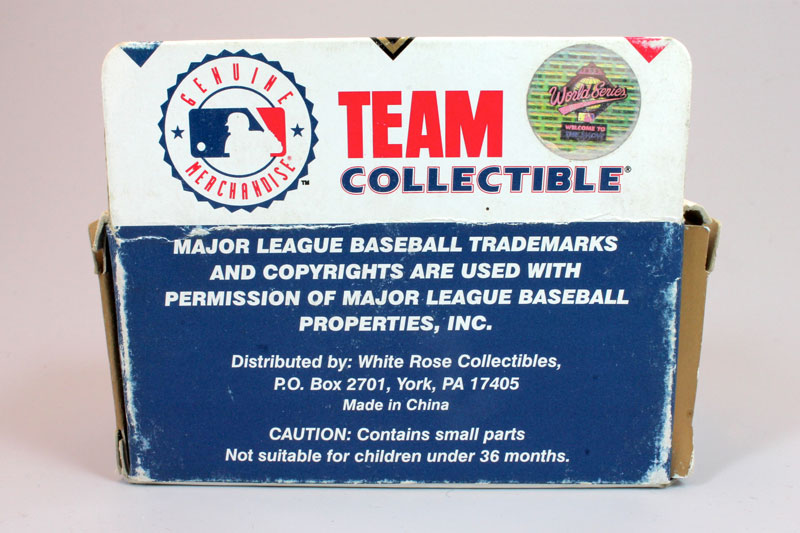 GENUINE
MERCHANDISE®
™
TEAM
COLLECTIBLE®
World Series
WELCOME TO
THE SHOW
MAJOR LEAGUE BASEBALL TRADEMARKS
AND COPYRIGHTS ARE USED WITH
PERMISSION OF MAJOR LEAGUE BASEBALL
PROPERTIES, INC.
Distributed by: White Rose Collectibles,
P.O. Box 2701, York, PA 17405
Made in China
CAUTION: Contains small parts
Not suitable for children under 36 months.